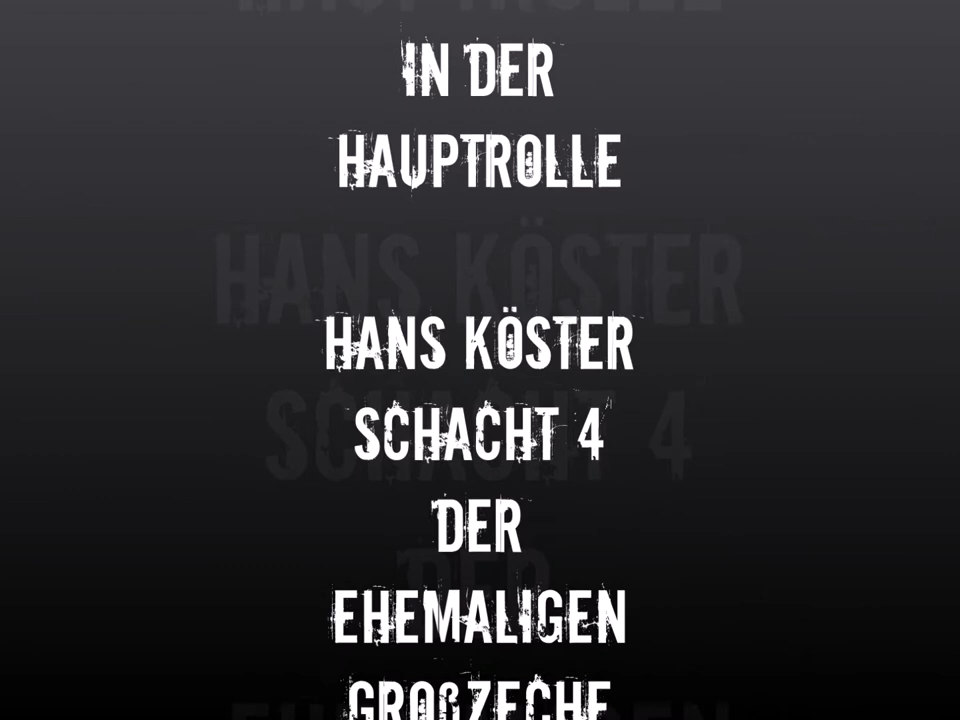 IN DER
HAUPTROLLE
HANS KÖSTER
SCHACHT 4
DER
EHEMALIGEN
GROßZECHE